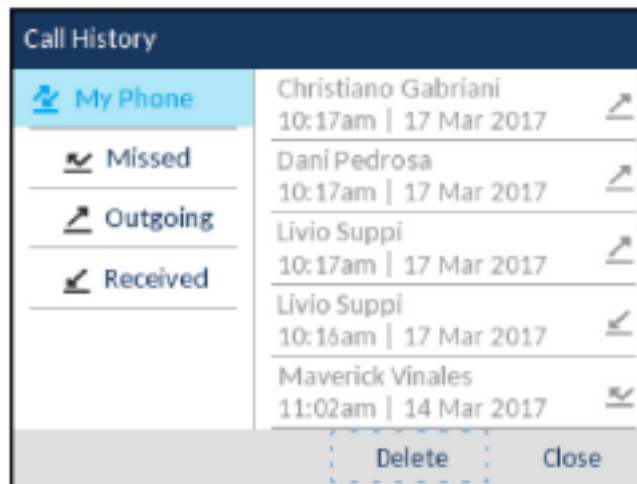 Call History
My Phone
Missed
Outgoing
Received
Christiano Gabriani
10:17am | 17 Mar 2017
Dani Pedrosa
10:17am | 17 Mar 2017
Livio Suppi
10:17am | 17 Mar 2017
Livio Suppi
10:16am | 17 Mar 2017
Maverick Vinales
11:02am | 14 Mar 2017
Delete
Close